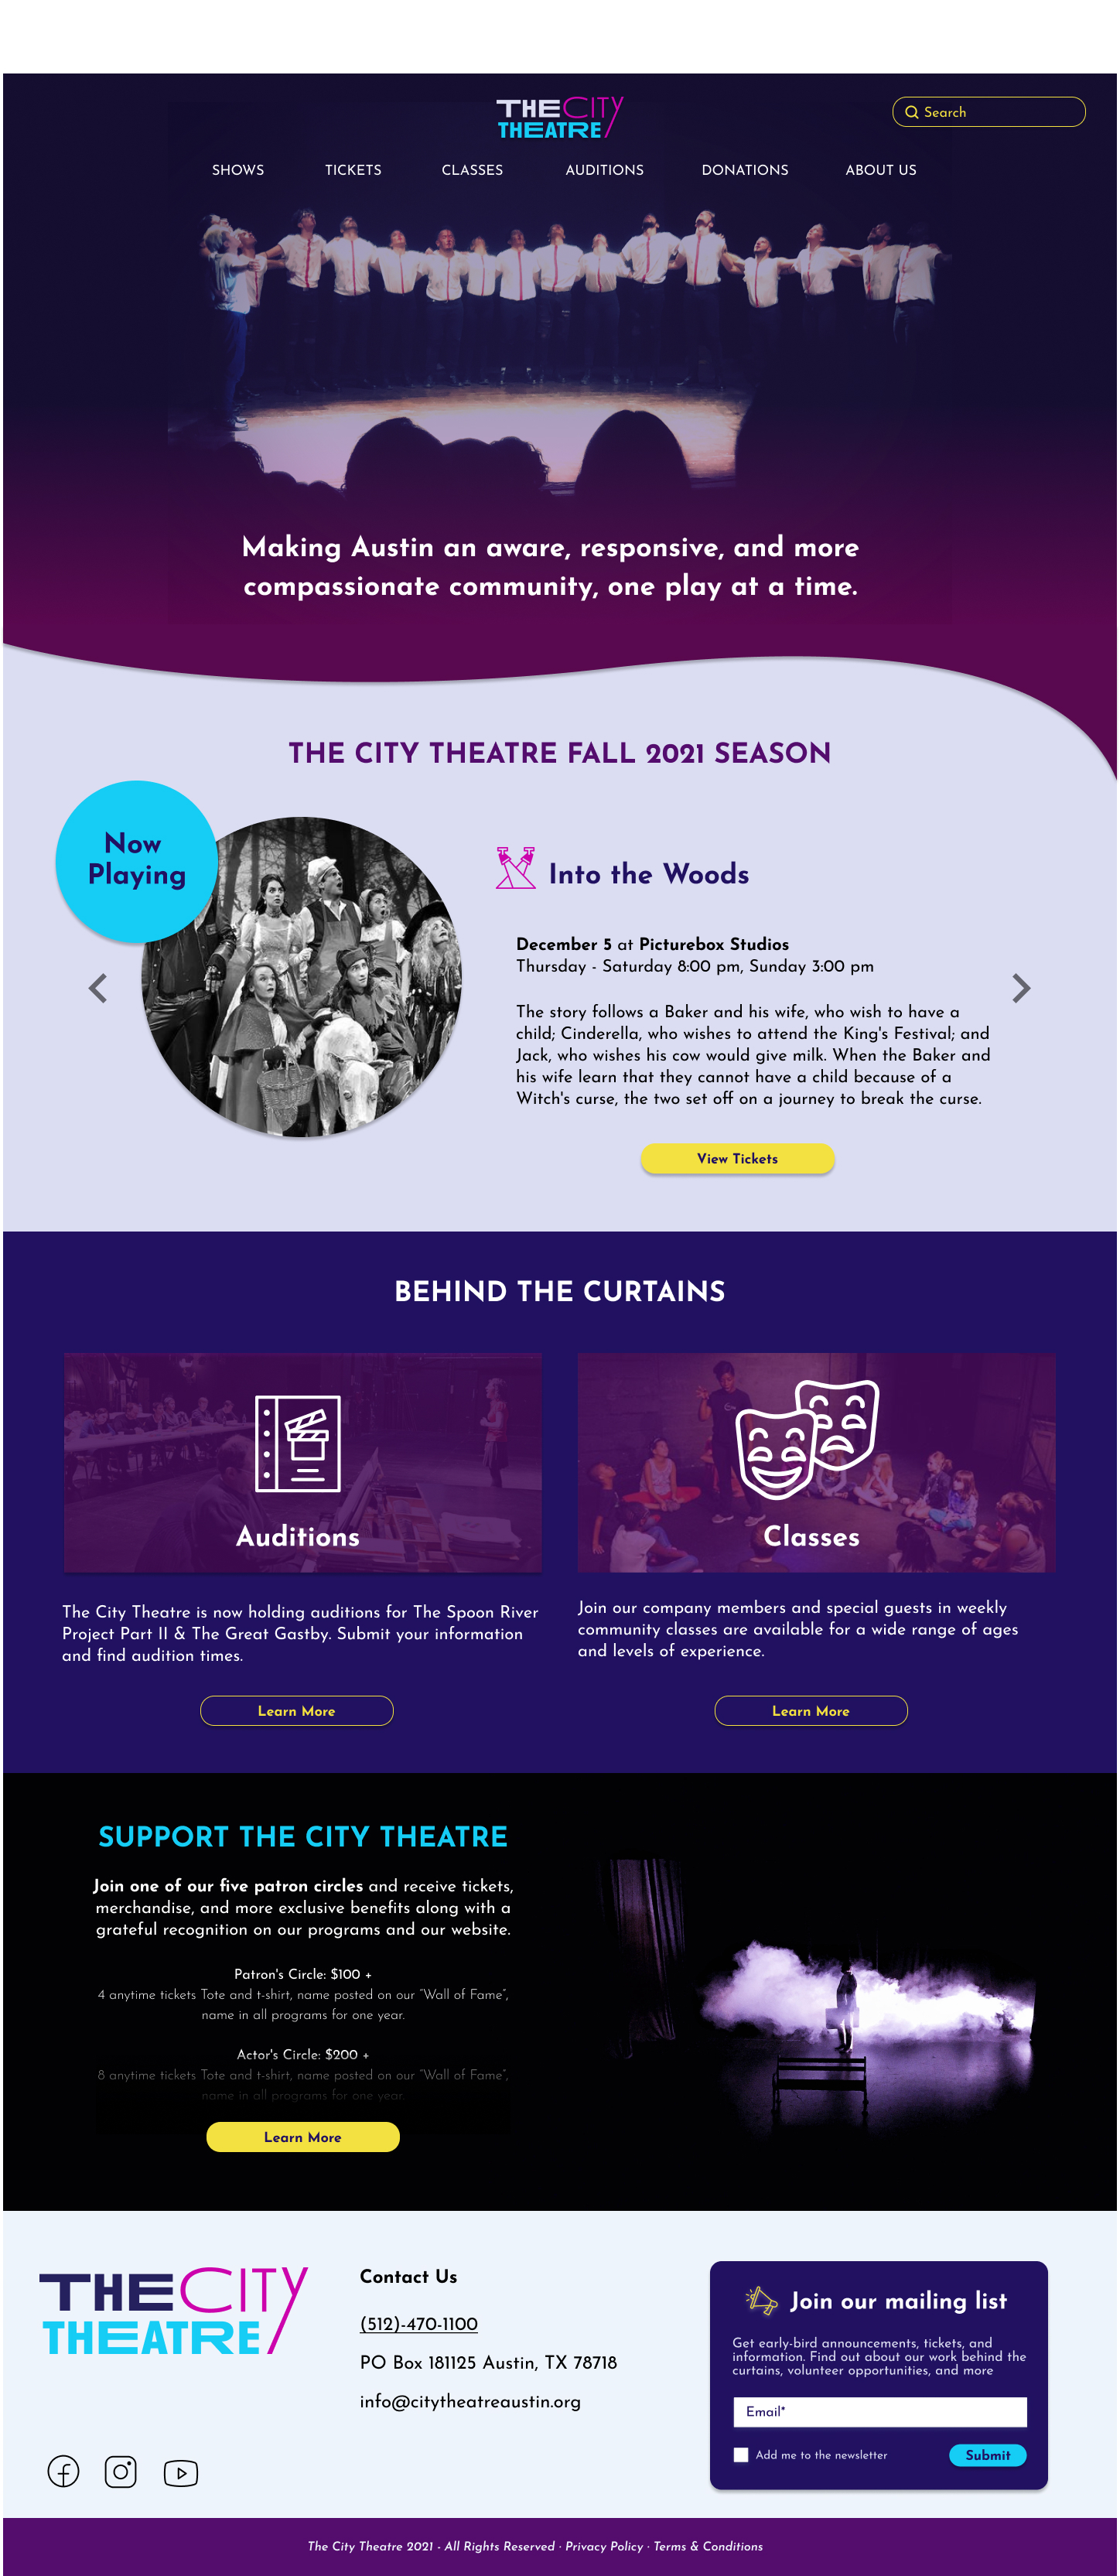 THE CITY
THEATRE
Search
SHOWS TICKETS CLASSES AUDITIONS DONATIONS ABOUT US
Making Austin an aware, responsive, and more
compassionate community, one play at a time.
THE CITY THEATRE FALL 2021 SEASON
Now
Playing
Into the Woods
December 5 at Picturebox Studios
Thursday - Saturday 8:00 pm, Sunday 3:00 pm
The story follows a Baker and his wife, who wish to have a
child; Cinderella, who wishes to attend the King's Festival; and
Jack, who wishes his cow would give milk. When the Baker and
his wife learn that they cannot have a child because of a
Witch's curse, the two set off on a journey to break the curse.
View Tickets
BEHIND THE CURTAINS
Auditions
The City Theatre is now holding auditions for The Spoon River
Project Part II & The Great Gastby. Submit your information
and find audition times.
Learn More
Classes
Join our company members and special guests in weekly
community classes are available for a wide range of ages
and levels of experience.
Learn More
SUPPORT THE CITY THEATRE
Join one of our five patron circles and receive tickets,
merchandise, and more exclusive benefits along with a
grateful recognition on our programs and our website.
Patron's Circle: $100 +
4 anytime tickets Tote and t-shirt, name posted on our “Wall of Fame”,
name in all programs for one year.
Actor's Circle: $200 +
8 anytime tickets Tote and t-shirt, name posted on our “Wall of Fame”,
name in all programs for one year.
Learn More
THE CITY
THEATRE
Contact Us
(512)-470-1100
PO Box 181125 Austin, TX 78718
info@citytheatreaustin.org
Join our mailing list
Get early-bird announcements, tickets, and
information. Find out about our work behind the
curtains, volunteer opportunities, and more
Email*
Add me to the newsletter
Submit
The City Theatre 2021 - All Rights Reserved · Privacy Policy · Terms & Conditions